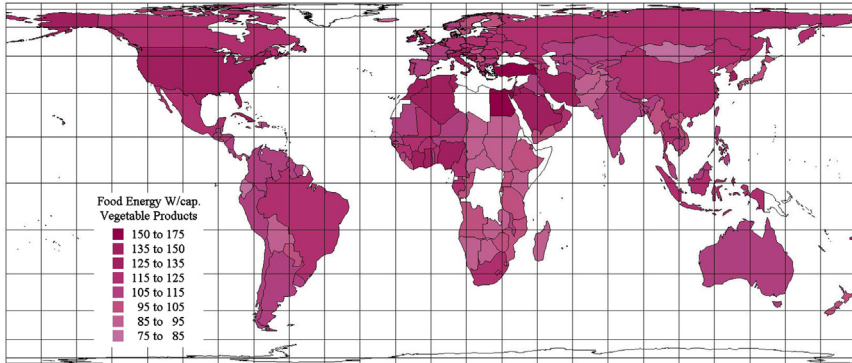 Food Energy W/cap.
Vegetable Products
150 to 175
135 to 150
125 to 135
115 to 125
105 to 115
95 to 105
85 to 95
75 to 85